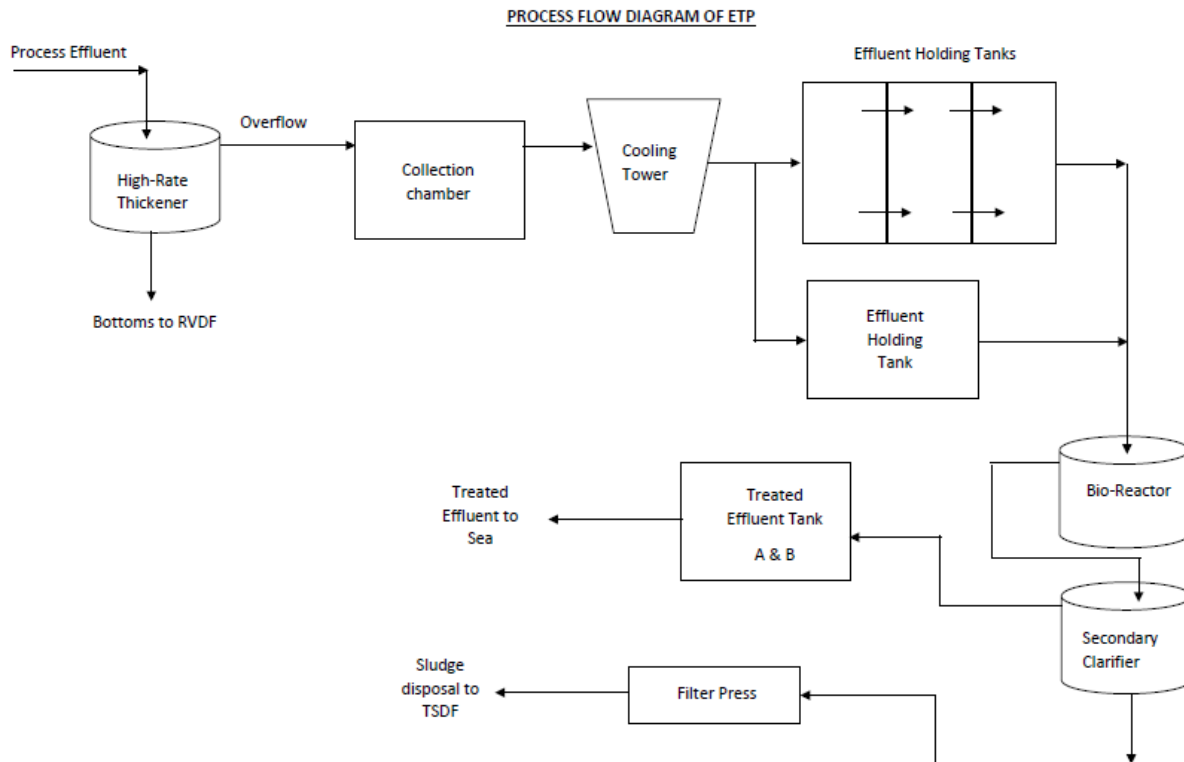 PROCESS FLOW DIAGRAM OF ETP
Process Effluent
Effluent Holding Tanks
Overflow
High-Rate
Thickener
Collection
chamber
Cooling
Tower
Bottoms to RVDF
Effluent
Holding
Tank
Bio-Reactor
Treated
Effluent to
Sea
Treated
Effluent Tank
A & B
Secondary
Clarifier
Sludge
disposal to
TSDF
Filter Press